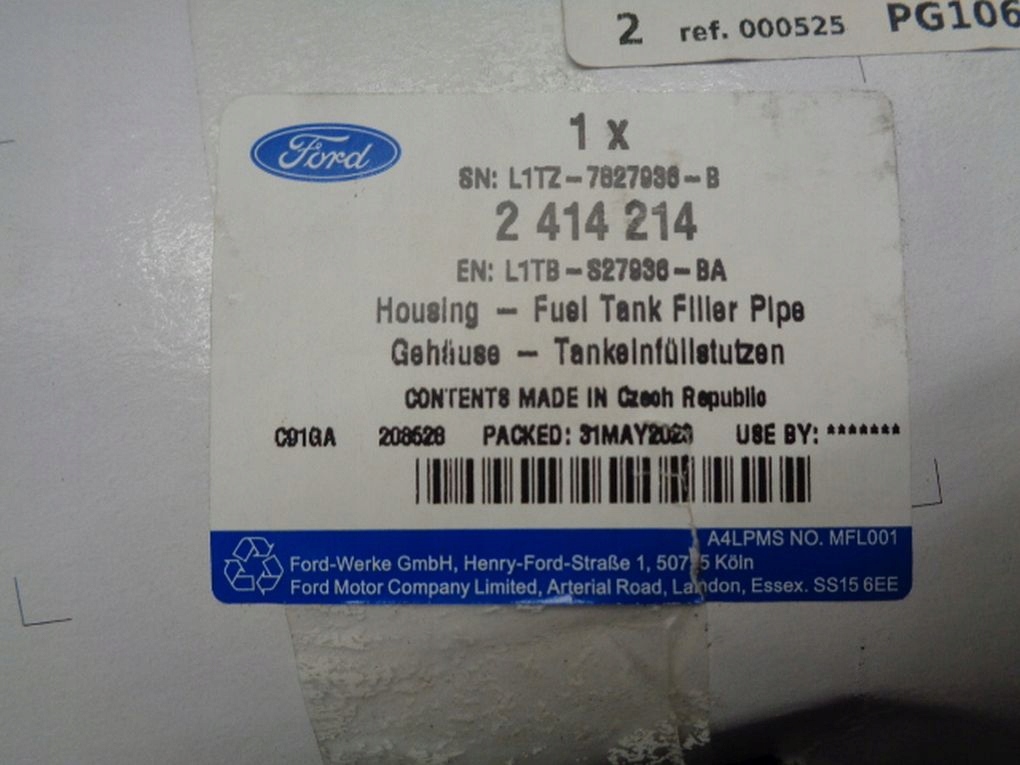 2 ref. 000525 PG106
Ford
1 x
SN: L1TZ-7827936-B
2 414 214
EN: L1TB-S27936-BA
Housing - Fuel Tank Filler Pipe
Gehäuse - Tankeinfüllstutzen
CONTENTS MADE IN Czech Republic
C91GA 208528 PACKED: 31MAY2023 USE BY: *******
A4LPMS NO. MFL001
Ford-Werke GmbH, Henry-Ford-Straße 1, Köln
Ford Motor Company Limited, Arterial Road, Essex. SS15 6EE